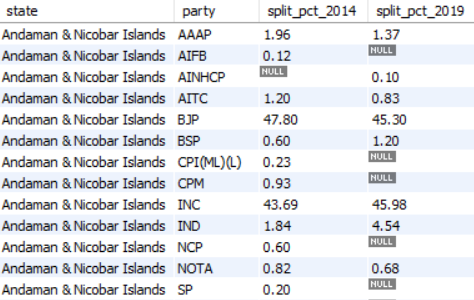 state party split_pct_2014 split_pct_2019
Andaman & Nicobar Islands AAAP 1.96 1.37
Andaman & Nicobar Islands AIFB 0.12 NULL
Andaman & Nicobar Islands AINHCP NULL 0.10
Andaman & Nicobar Islands AITC 1.20 0.83
Andaman & Nicobar Islands BJP 47.80 45.30
Andaman & Nicobar Islands BSP 0.60 1.20
Andaman & Nicobar Islands CPI(ML)(L) 0.23 NULL
Andaman & Nicobar Islands CPM 0.93 NULL
Andaman & Nicobar Islands INC 43.69 45.98
Andaman & Nicobar Islands IND 1.84 4.54
Andaman & Nicobar Islands NCP 0.60 NULL
Andaman & Nicobar Islands NOTA 0.82 0.68
Andaman & Nicobar Islands SP 0.20 NULL